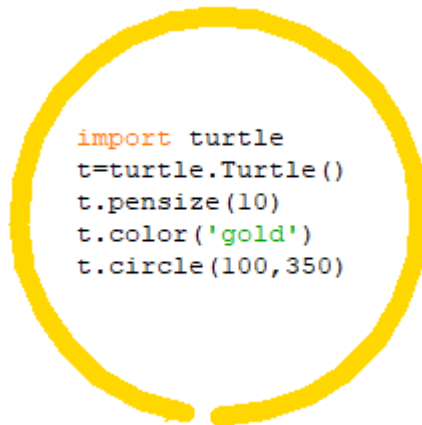 import turtle
t=turtle.Turtle()
t.pensize(10)
t.color('gold')
t.circle(100,350)